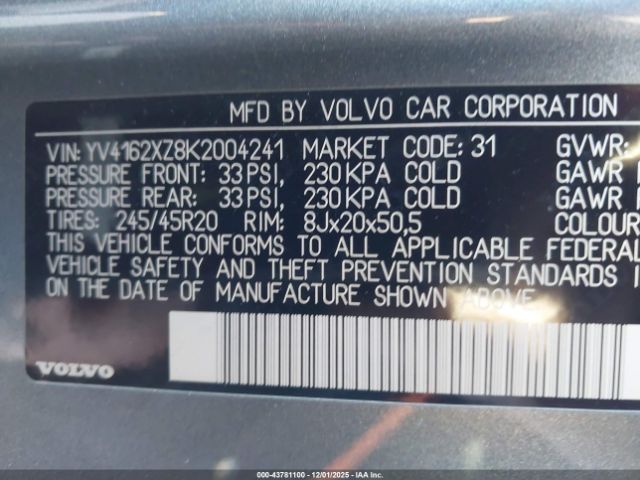 MFD BY VOLVO CAR CORPORATION
VIN: YV4162XZ8K2004241 MARKET CODE: 31 GVWR:
PRESSURE FRONT: 33 PSI, 230 KPA COLD GAWR
PRESSURE REAR: 33 PSI, 230 KPA COLD GAWR
TIRES: 245/45R20 RIM: 8Jx20x50,5 COLOUR
THIS VEHICLE CONFORMS TO ALL APPLICABLE FEDERAL
VEHICLE SAFETY AND THEFT PREVENTION STANDARDS
ON THE DATE OF MANUFACTURE SHOWN ABOVE.
VOLVO
000-43781100 • 12/01/2025 • IAAI.COM